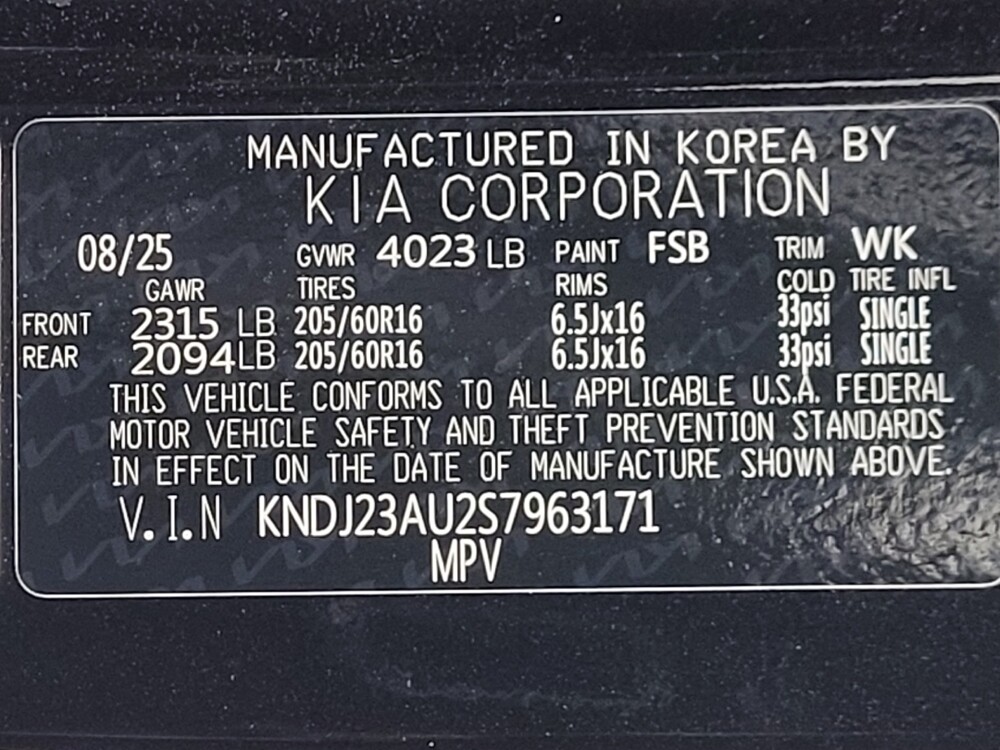 MANUFACTURED IN KOREA BY
KIA CORPORATION
08/25 GVWR 4023 LB PAINT FSB TRIM WK
GAWR TIRES RIMS COLD TIRE INFL
FRONT 2315 LB 205/60R16 6.5Jx16 33psi SINGLE
REAR 2094 LB 205/60R16 6.5Jx16 33psi SINGLE
THIS VEHICLE CONFORMS TO ALL APPLICABLE U.S.A. FEDERAL
MOTOR VEHICLE SAFETY AND THEFT PREVENTION STANDARDS
IN EFFECT ON THE DATE OF MANUFACTURE SHOWN ABOVE.
V.I.N KNDJ23AU2S7963171
MPV